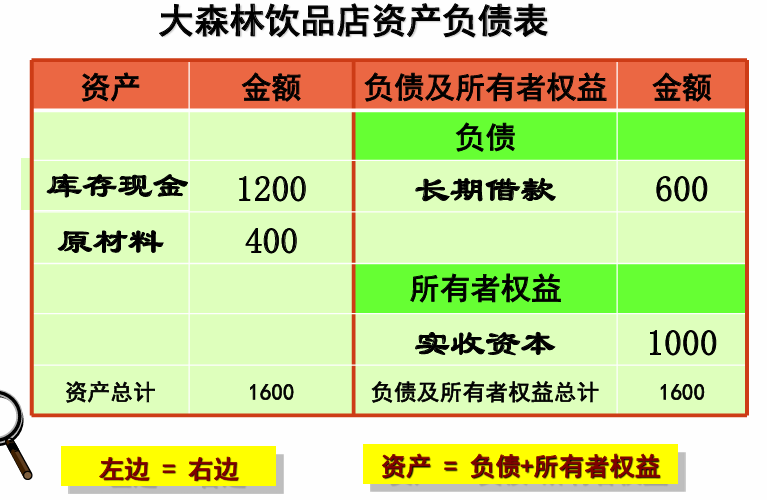 大森林饮品店资产负债表
资产 金额 负债及所有者权益 金额
负债
库存现金 1200 长期借款 600
原材料 400
所有者权益
实收资本 1000
资产总计 1600 负债及所有者权益总计 1600
左边 = 右边 资产 = 负债+所有者权益